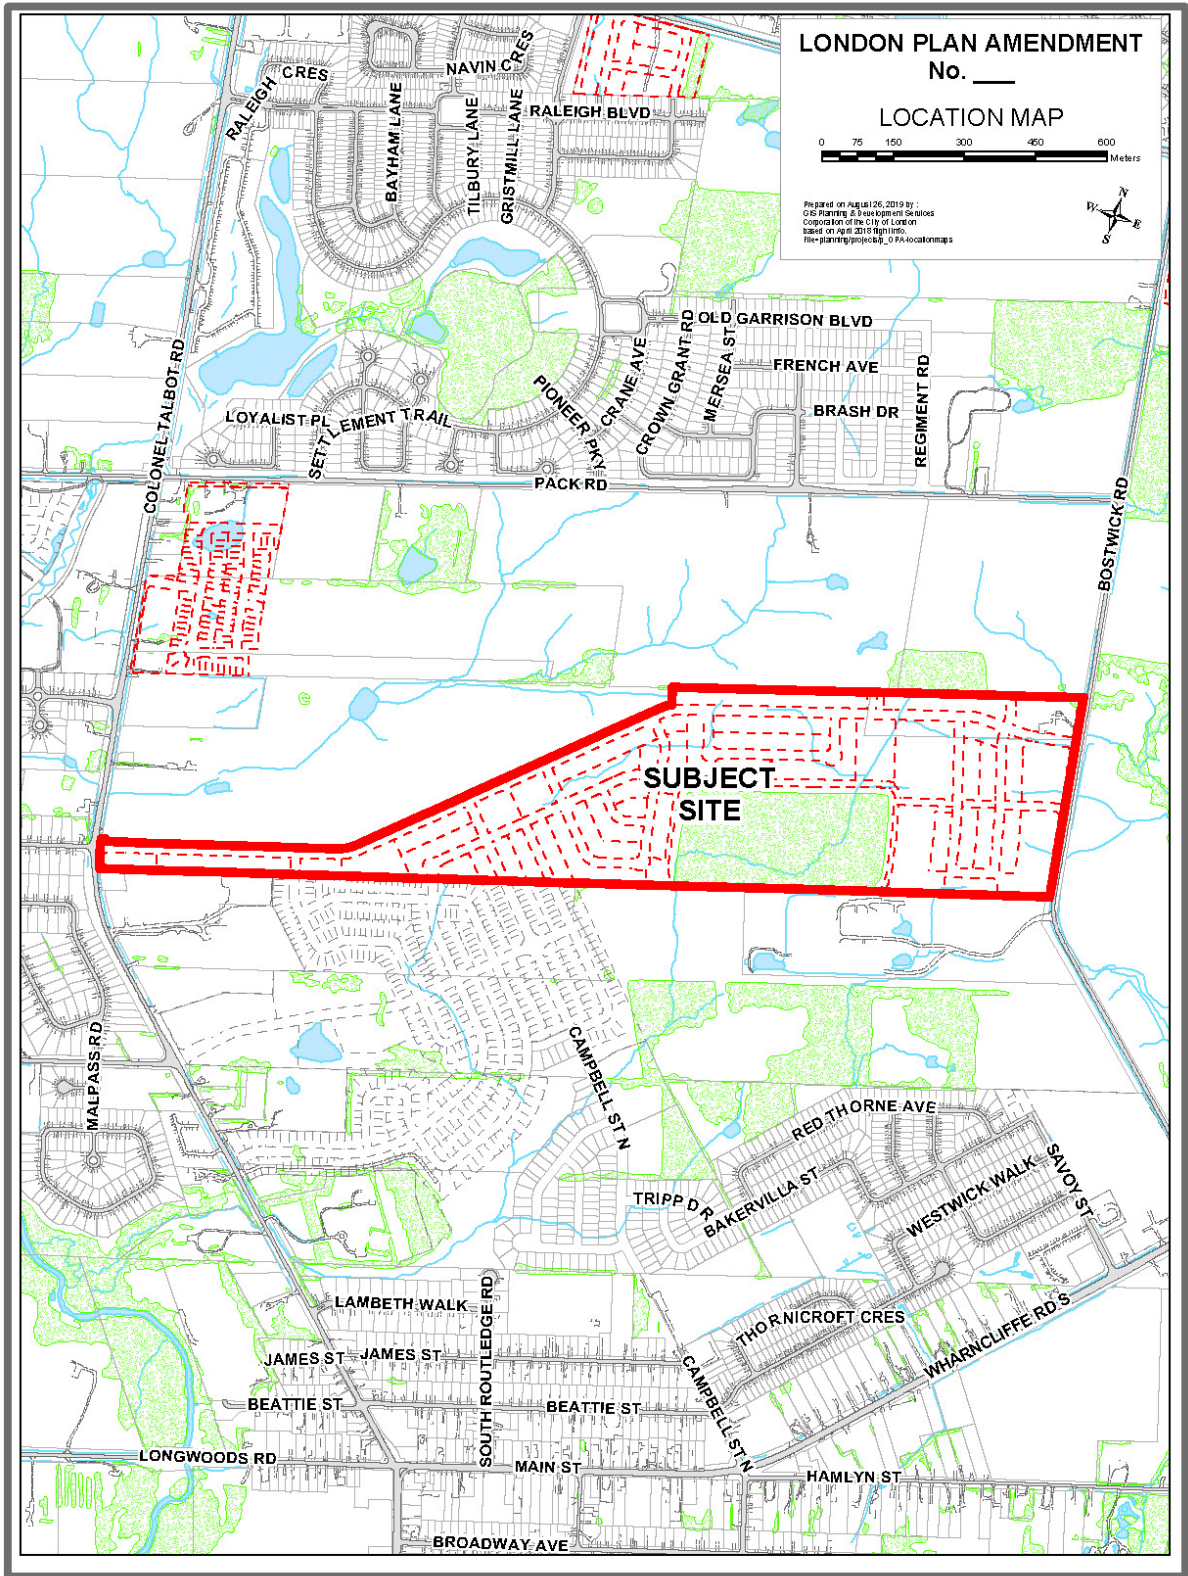 LONDON PLAN AMENDMENT
No. ___
LOCATION MAP
0 75 150 300 450 600
Meters
Prepared on August 26, 2019 by :
GIS Planning & Development Services
Corporation of the City of London
based on April 2018 flight info.
N
W E
S
NAVIN CRES
RALEIGH CRES
RALEIGH BLVD
BAYHAM LANE
TILBURY LANE
GRISTMILL LANE
OLD GARRISON BLVD
FRENCH AVE
BRASH DR
REGIMENT RD
MERSEA ST
CROWN GRANT RD
CRANE AVE
PIONEER PKY
COLONEL TALBOT RD
LOYALIST PL
SETTLEMENT TRAIL
PACK RD
BOSTWICK RD
SUBJECT
SITE
MALPASS RD
CAMPBELL ST N
RED THORNE AVE
SAVOY ST
WESTWICK WALK
BAKERVILLA ST
TRIPP DR
LAMBETH WALK
SOUTH ROUTLEDGE RD
THORNICROFT CRES
WHARNCLIFFE RD S
JAMES ST
JAMES ST
CAMPBELL ST N
BEATTIE ST
BEATTIE ST
LONGWOODS RD
MAIN ST
HAMLYN ST
BROADWAY AVE